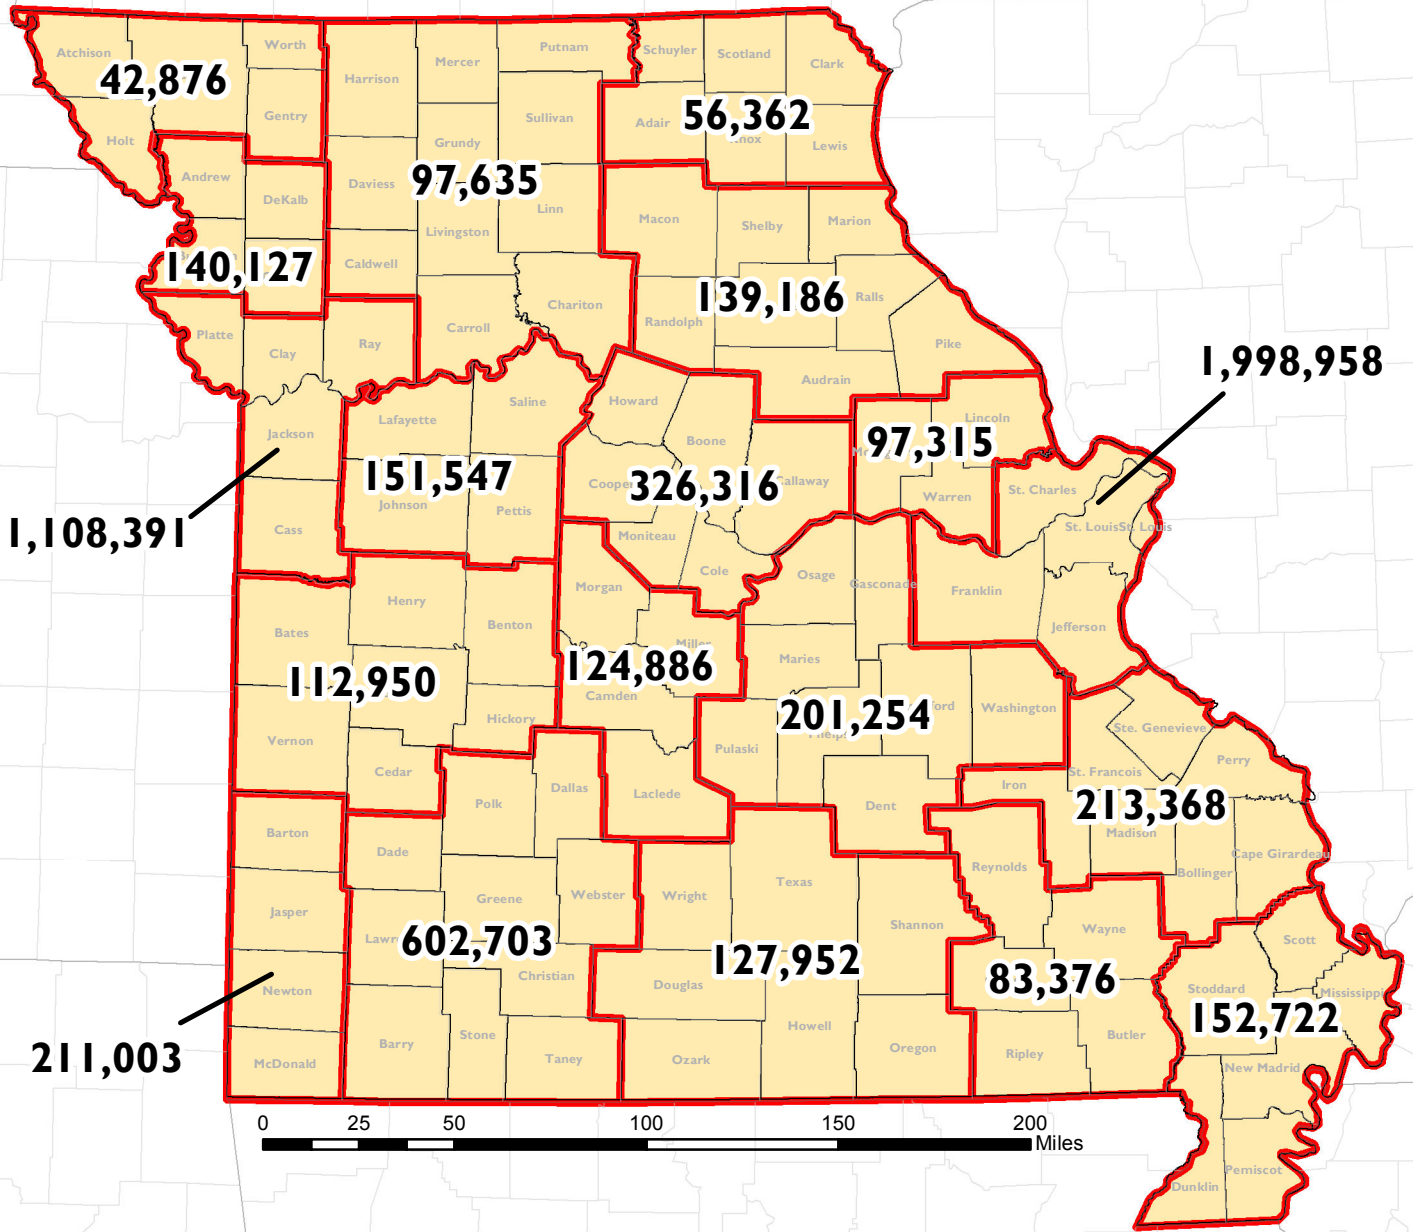 Atchison
Worth
42,876
Gentry
Holt
Harrison
Mercer
Putnam
Sullivan
Grundy
Daviess
97,635
Linn
Livingston
Caldwell
Chariton
Carroll
Schuyler
Scotland
Clark
Adair
56,362
Lewis
Andrew
DeKalb
140,127
Macon
Shelby
Marion
139,186
Ralls
Randolph
Pike
Audrain
Platte
Clay
Ray
Jackson
Cass
1,108,391
Lafayette
Saline
151,547
Johnson
Pettis
Howard
Boone
326,316
Moniteau
Cole
Lincoln
97,315
Warren
1,998,958
St. Charles
St. Louis
St. Louis
Franklin
Jefferson
Henry
Bates
Benton
112,950
Hickory
Vernon
Cedar
Morgan
124,886
Camden
Laclede
Osage
Gasconade
Maries
201,254
Washington
Pulaski
Dent
Ste. Genevieve
Perry
St. Francois
Iron
213,368
Madison
Cape Girardeau
Bollinger
Barton
Jasper
Newton
McDonald
211,003
Polk
Dallas
Dade
Greene
Webster
602,703
Christian
Barry
Stone
Taney
Texas
Wright
Shannon
127,952
Douglas
Howell
Ozark
Oregon
Reynolds
Wayne
83,376
Ripley
Butler
Scott
Stoddard
Mississippi
152,722
New Madrid
Pemiscot
Dunklin
0 25 50 100 150 200
Miles